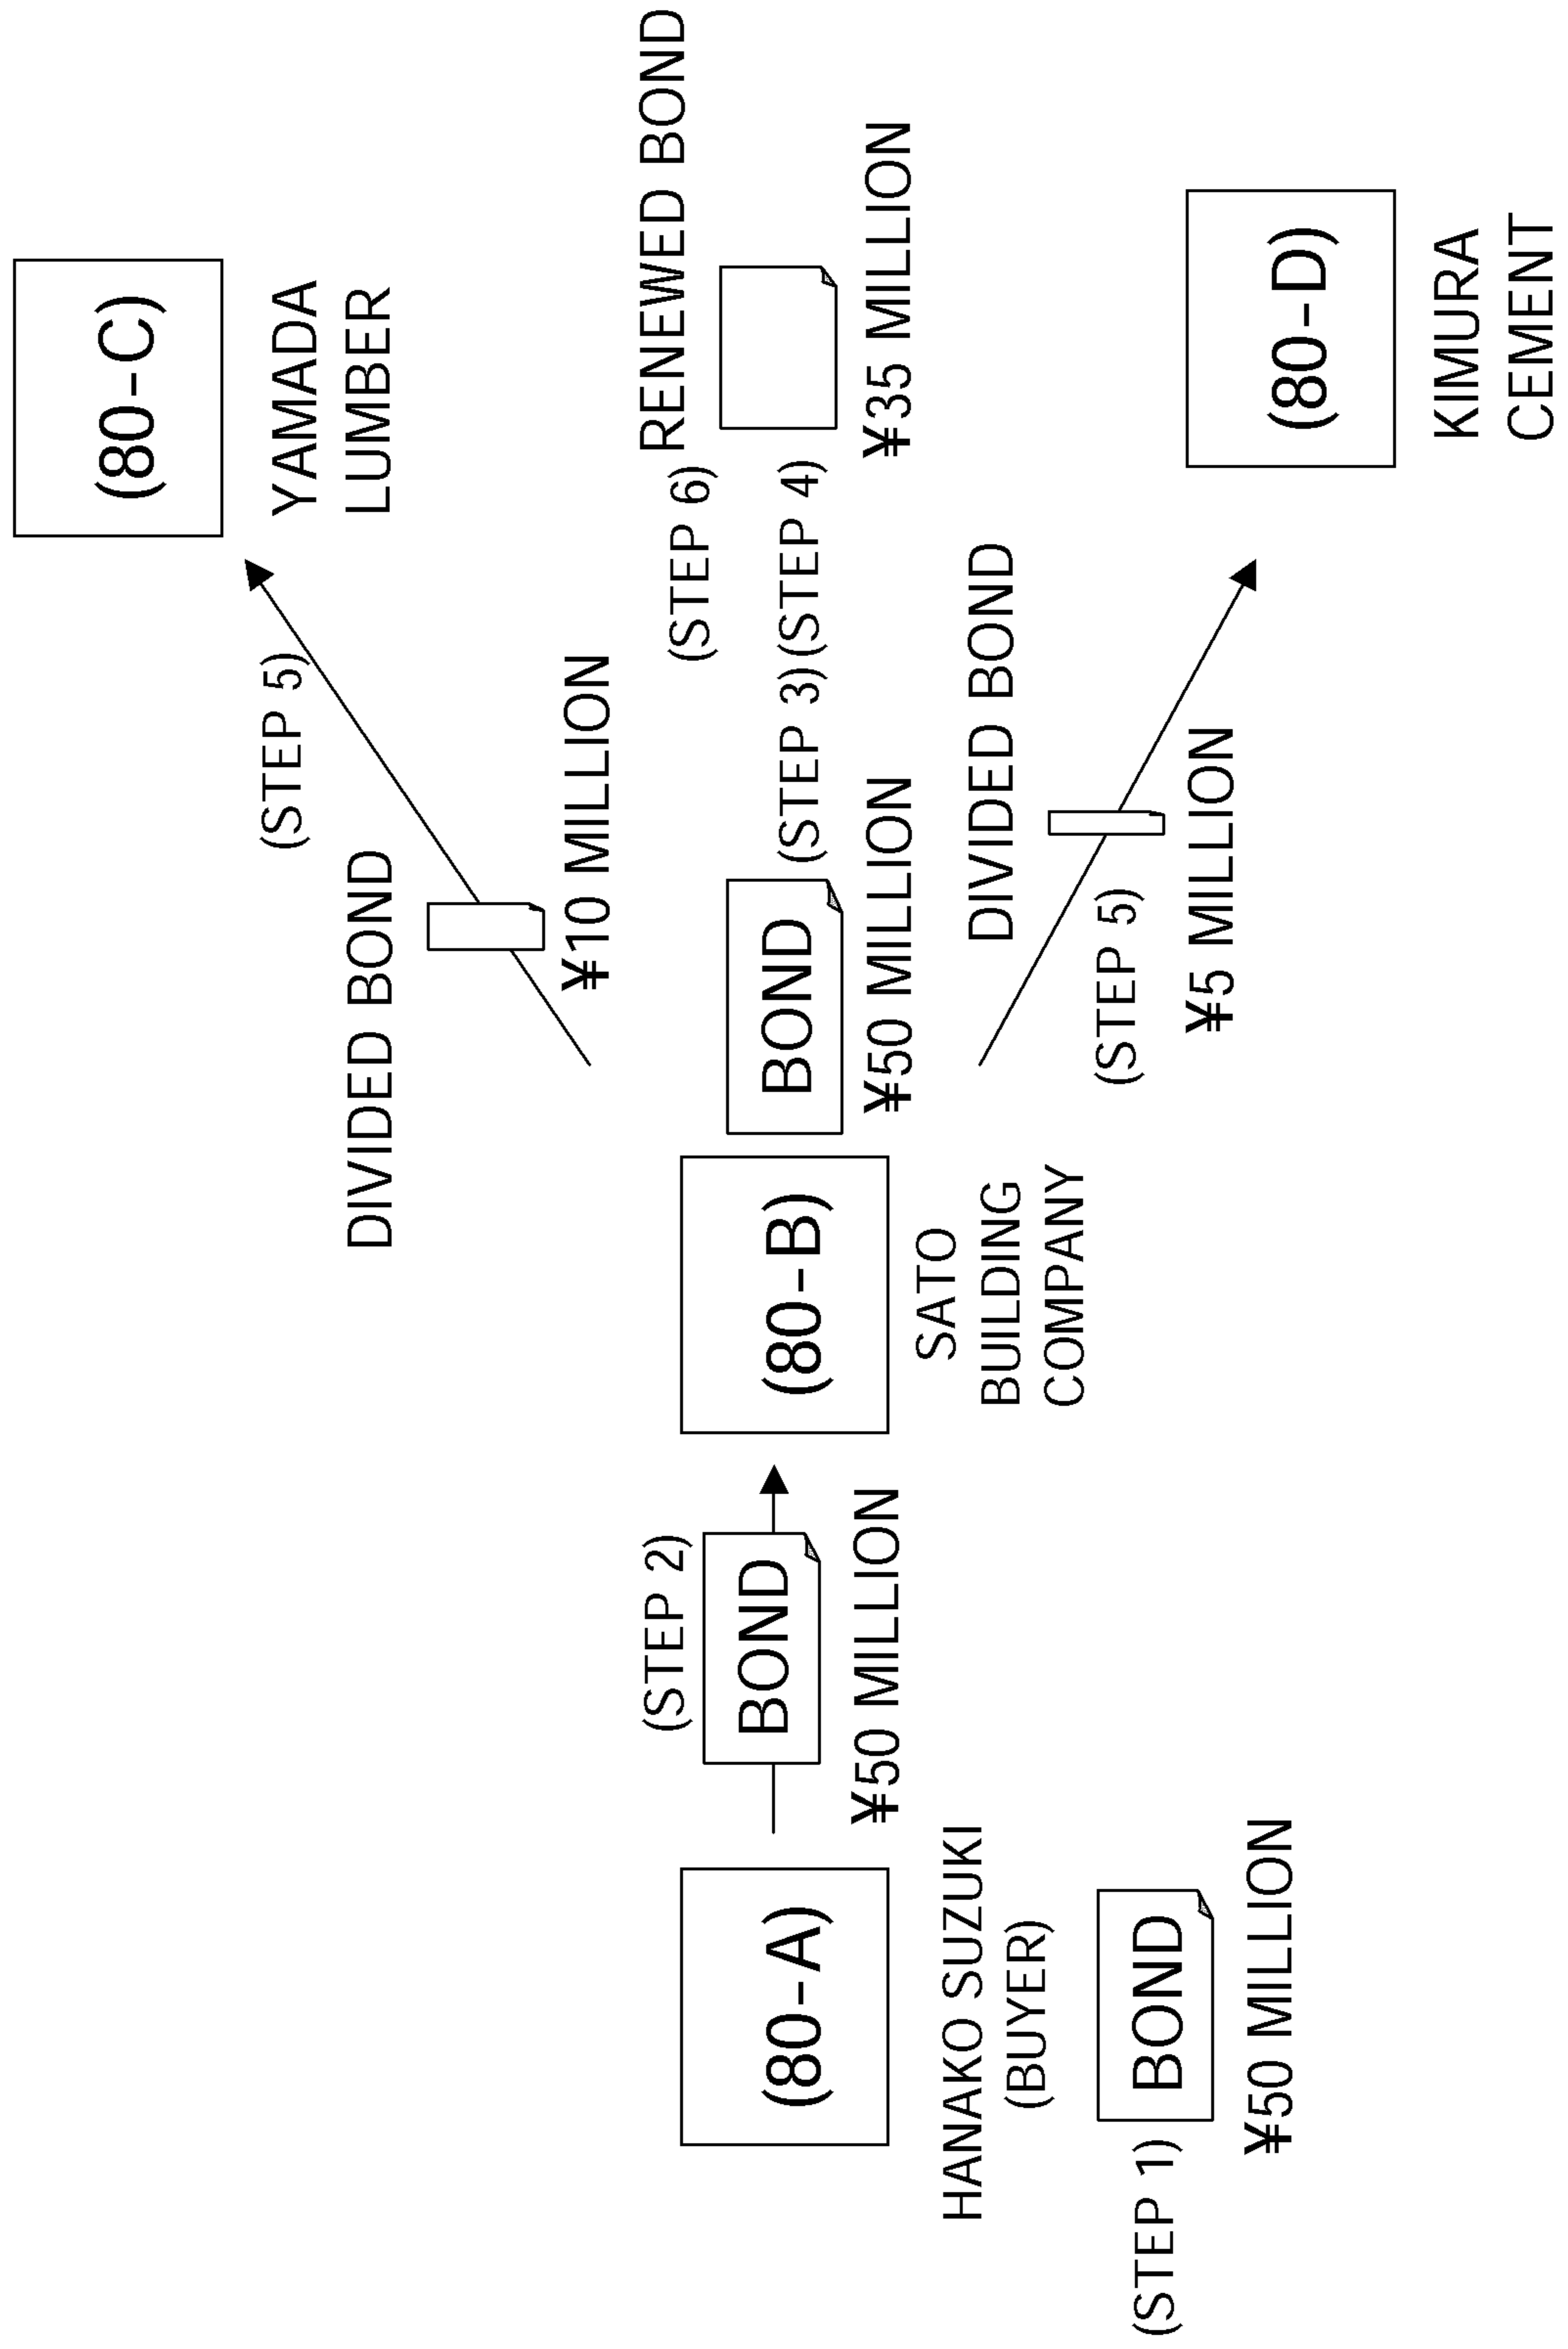 (80-A)
HANAKO SUZUKI
(BUYER)
(STEP 1)
BOND
¥50 MILLION
(STEP 2)
BOND
¥50 MILLION
(80-B)
SATO
BUILDING
COMPANY
BOND
¥50 MILLION
(STEP 3)(STEP 4)
DIVIDED BOND
(STEP 5)
¥10 MILLION
(80-C)
YAMADA
LUMBER
(STEP 6)
RENEWED BOND
¥35 MILLION
DIVIDED BOND
(STEP 5)
¥5 MILLION
(80-D)
KIMURA
CEMENT